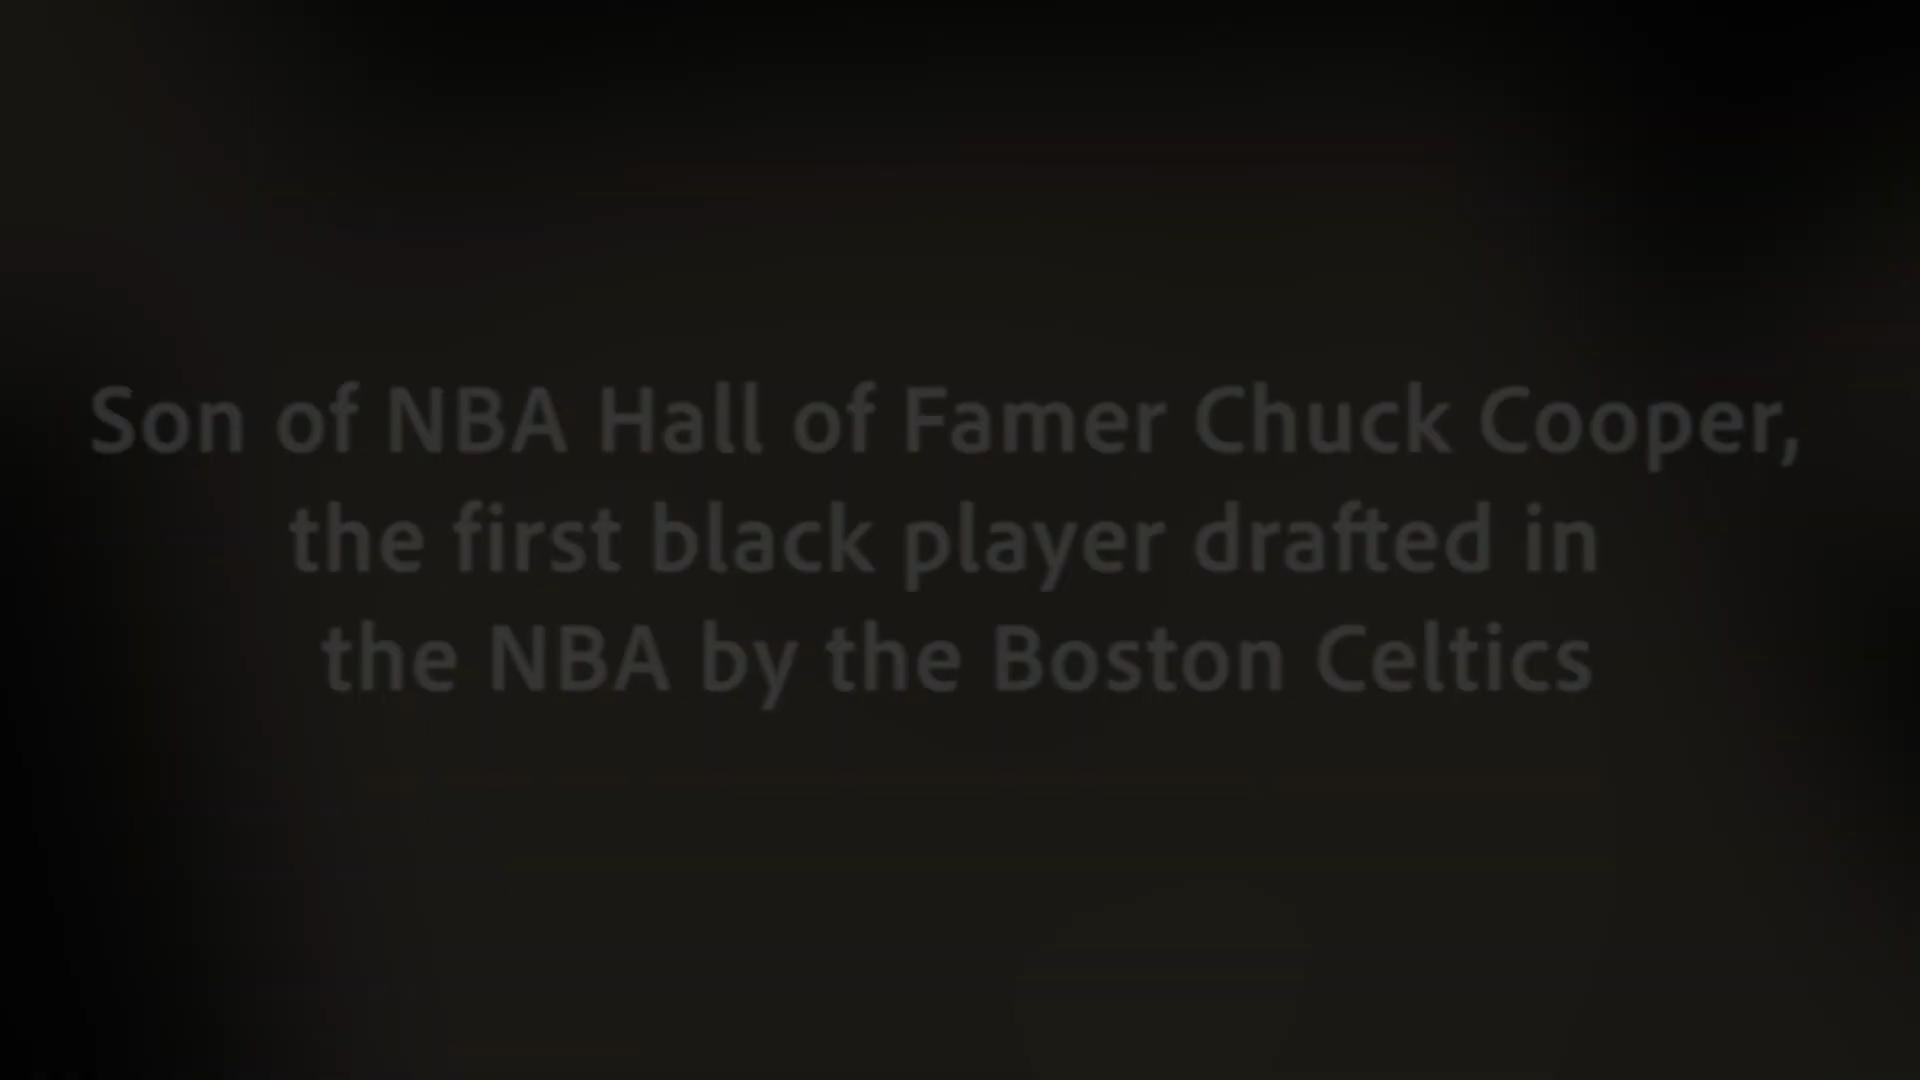 Son of NBA Hall of Famer Chuck Cooper,
the first black player drafted in
the NBA by the Boston Celtics